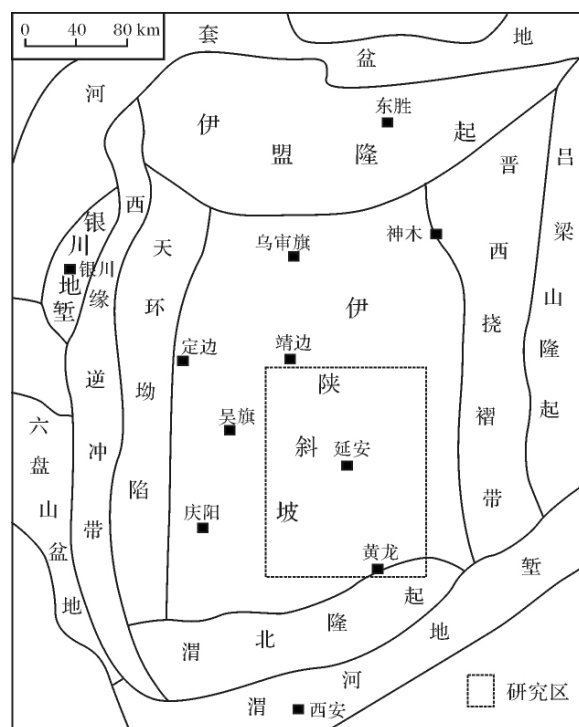 0 40 80 km
河套盆地
伊盟隆起
东胜
晋西挠褶带
吕梁山隆起
银川地堑
银川
西缘逆冲带
天环坳陷
乌审旗
神木
伊陕斜坡
定边
靖边
吴旗
延安
庆阳
黄龙
六盘山盆地
渭北隆起
渭河地堑
西安
研究区